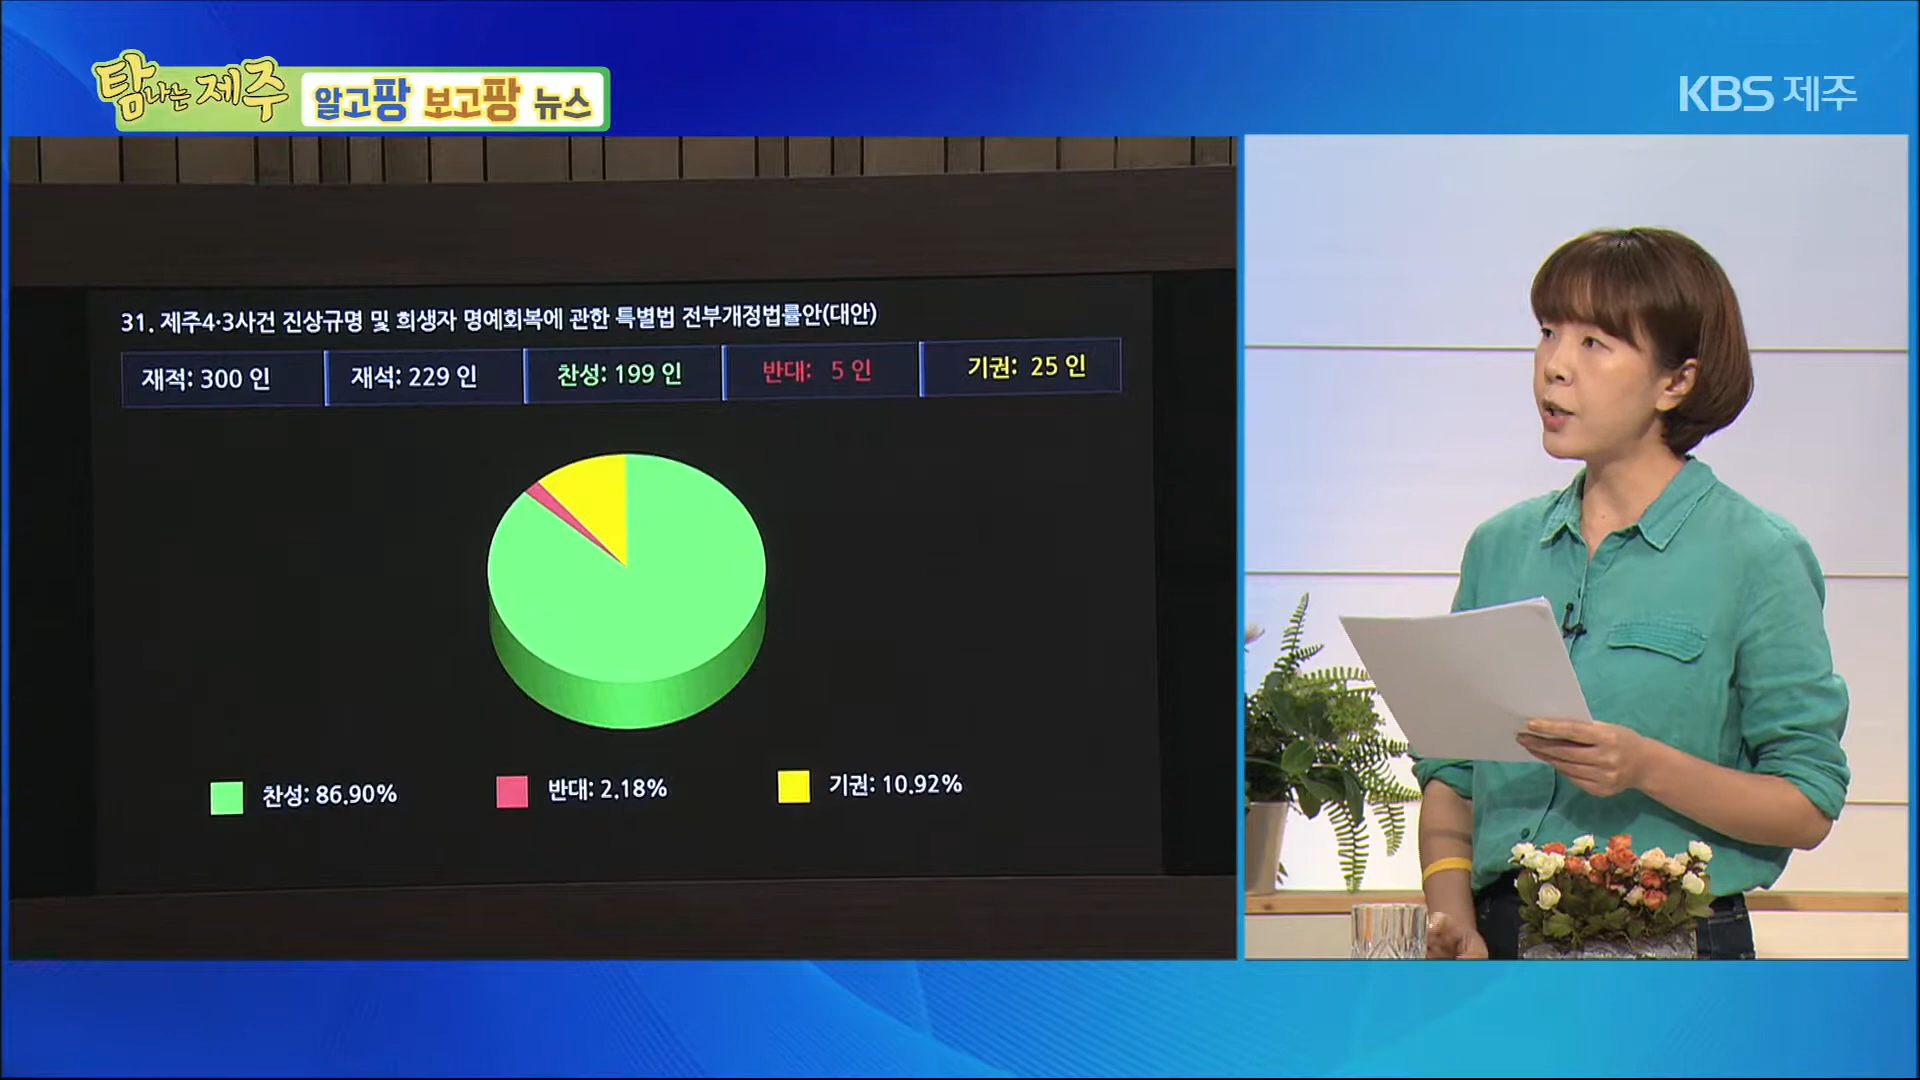 탐나는 제주 알고팡 보고팡 뉴스
KBS 제주
31. 제주4·3사건 진상규명 및 희생자 명예회복에 관한 특별법 전부개정법률안(대안)
재적: 300 인 재석: 229 인 찬성: 199 인 반대: 5 인 기권: 25 인
찬성: 86.90% 반대: 2.18% 기권: 10.92%